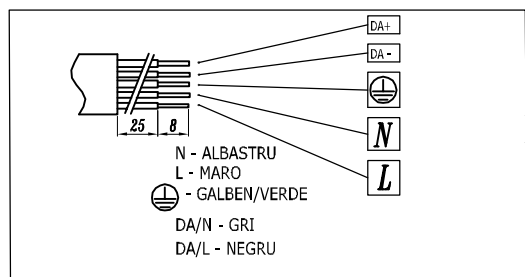 DA+
DA -
N
L
25 8
N - ALBASTRU
L - MARO
- GALBEN/VERDE
DA/N - GRI
DA/L - NEGRU